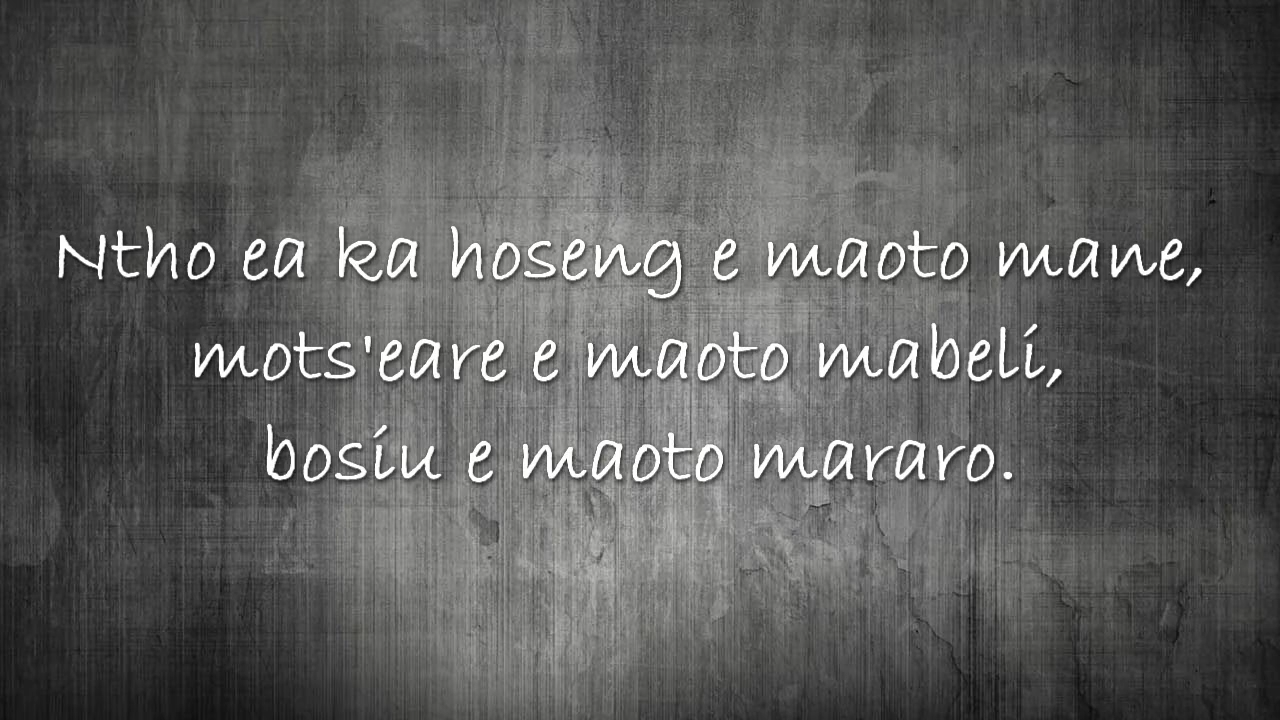 Ntho ea ka hoseng e maoto mane,
mots'eare e maoto mabeli,
bosiu e maoto mararo.